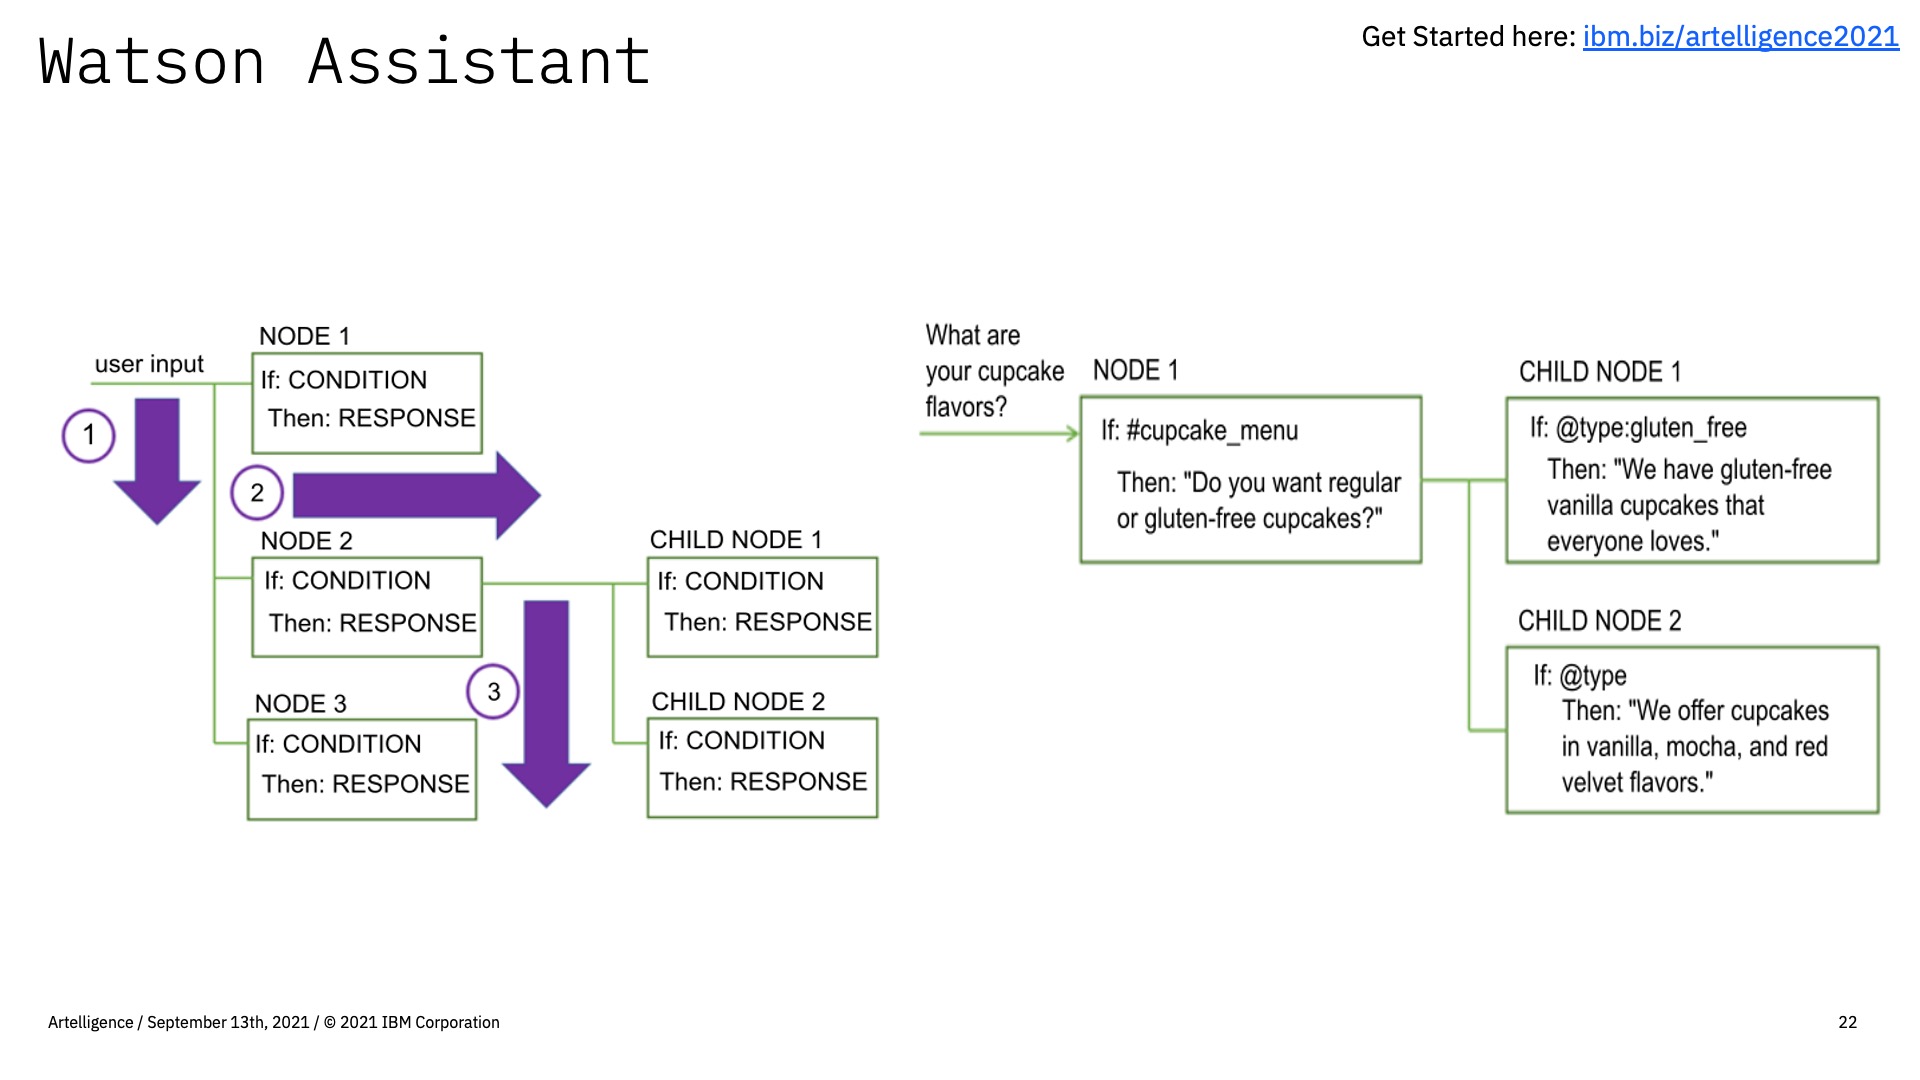 Watson Assistant
Get Started here: ibm.biz/artelligence2021
user input
NODE 1
If: CONDITION
Then: RESPONSE
1
2
NODE 2
If: CONDITION
Then: RESPONSE
CHILD NODE 1
If: CONDITION
Then: RESPONSE
3
NODE 3
If: CONDITION
Then: RESPONSE
CHILD NODE 2
If: CONDITION
Then: RESPONSE
What are
your cupcake
flavors?
NODE 1
If: #cupcake_menu
Then: "Do you want regular
or gluten-free cupcakes?"
CHILD NODE 1
If: @type:gluten_free
Then: "We have gluten-free
vanilla cupcakes that
everyone loves."
CHILD NODE 2
If: @type
Then: "We offer cupcakes
in vanilla, mocha, and red
velvet flavors."
Artelligence / September 13th, 2021 / © 2021 IBM Corporation
22